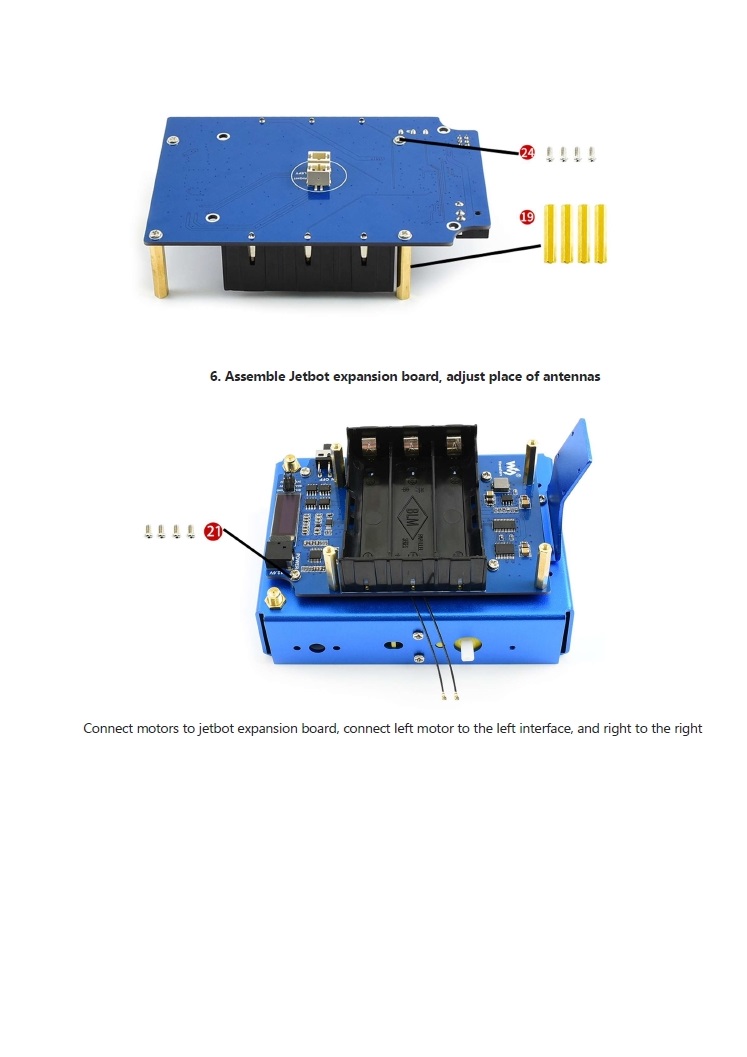 24
19
6. Assemble Jetbot expansion board, adjust place of antennas
21
BLM
Connect motors to jetbot expansion board, connect left motor to the left interface, and right to the right